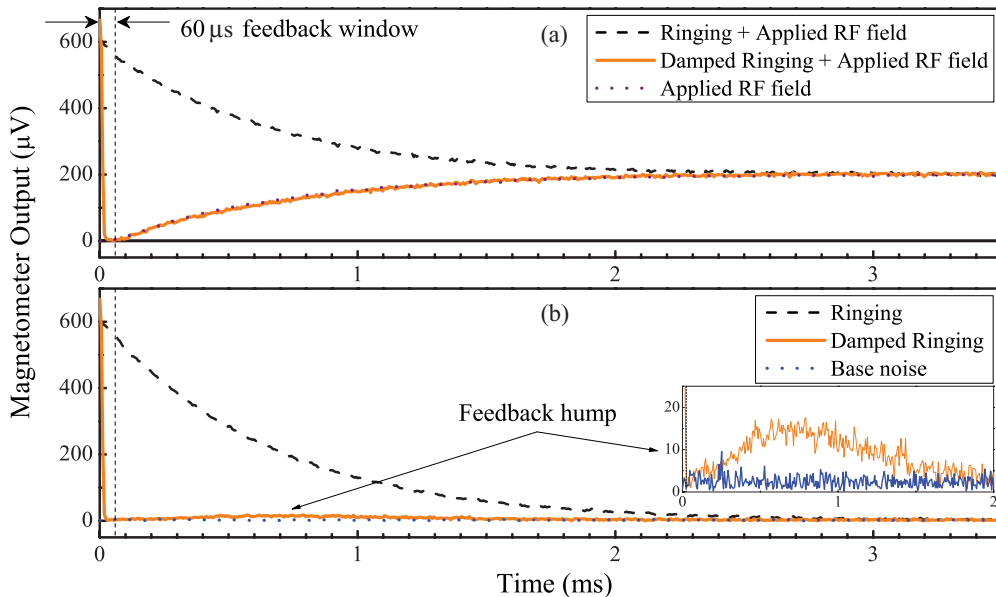 60 μs feedback window
(a)
Ringing + Applied RF field
Damped Ringing + Applied RF field
Applied RF field
600
400
200
0
0 1 2 3
Magnetometer Output (μV)
(b)
Ringing
Damped Ringing
Base noise
Feedback hump
600
400
200
0
20
10
0
0 1 2
0 1 2 3
Time (ms)